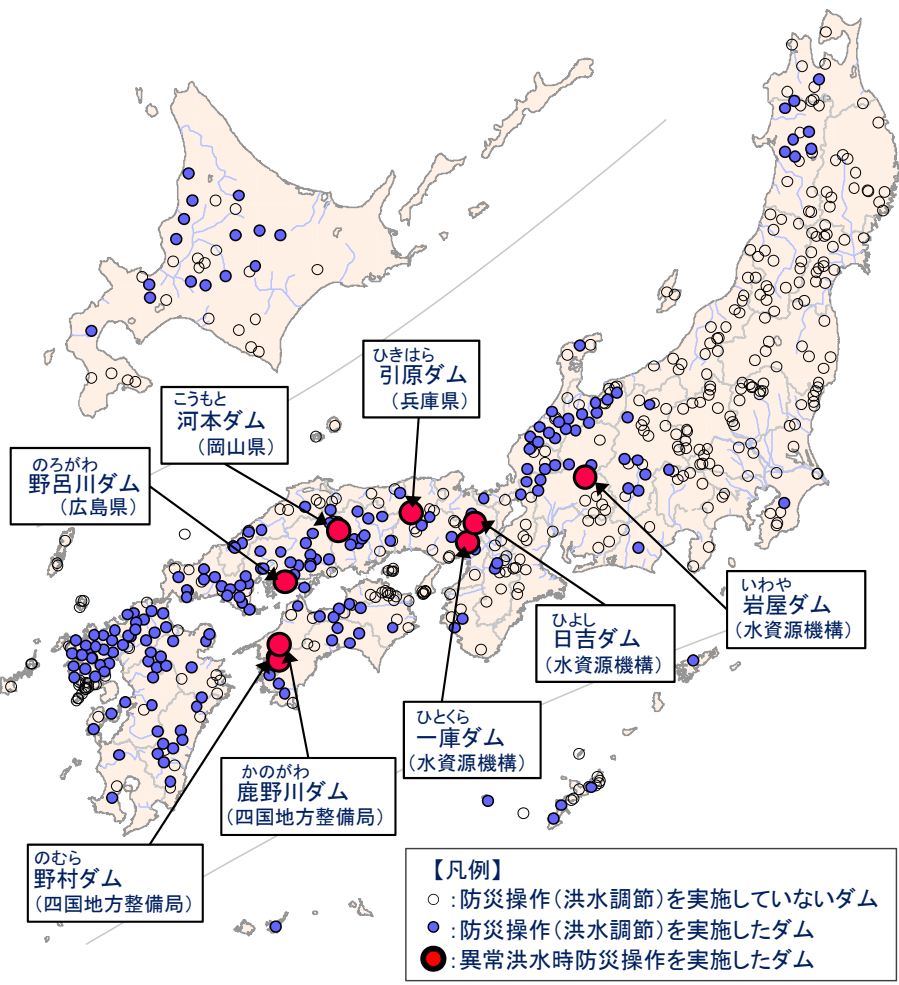 ひきはら
引原ダム
（兵庫県）
こうもと
河本ダム
（岡山県）
のろがわ
野呂川ダム
（広島県）
いわや
岩屋ダム
（水資源機構）
ひよし
日吉ダム
（水資源機構）
ひとくら
一庫ダム
（水資源機構）
かのがわ
鹿野川ダム
（四国地方整備局）
のむら
野村ダム
（四国地方整備局）
【凡例】
○：防災操作（洪水調節）を実施していないダム
：防災操作（洪水調節）を実施したダム
：異常洪水時防災操作を実施したダム